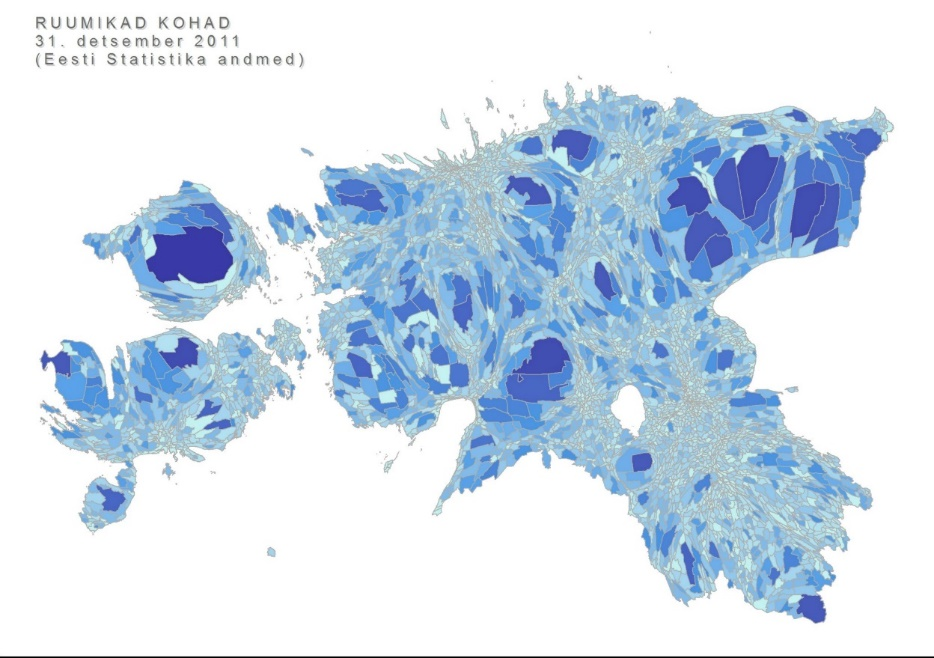 RUUMIKAD KOHAD
31. detsember 2011
(Eesti Statistika andmed)